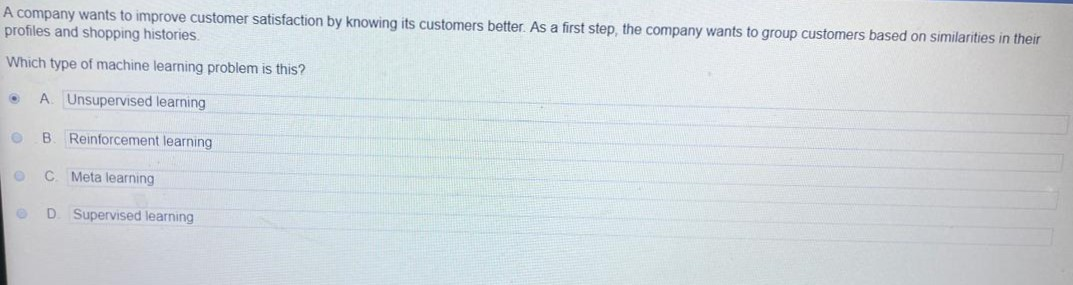 A company wants to improve customer satisfaction by knowing its customers better. As a first step, the company wants to group customers based on similarities in their
profiles and shopping histories.
Which type of machine learning problem is this?
A. Unsupervised learning
B. Reinforcement learning
C. Meta learning
D. Supervised learning